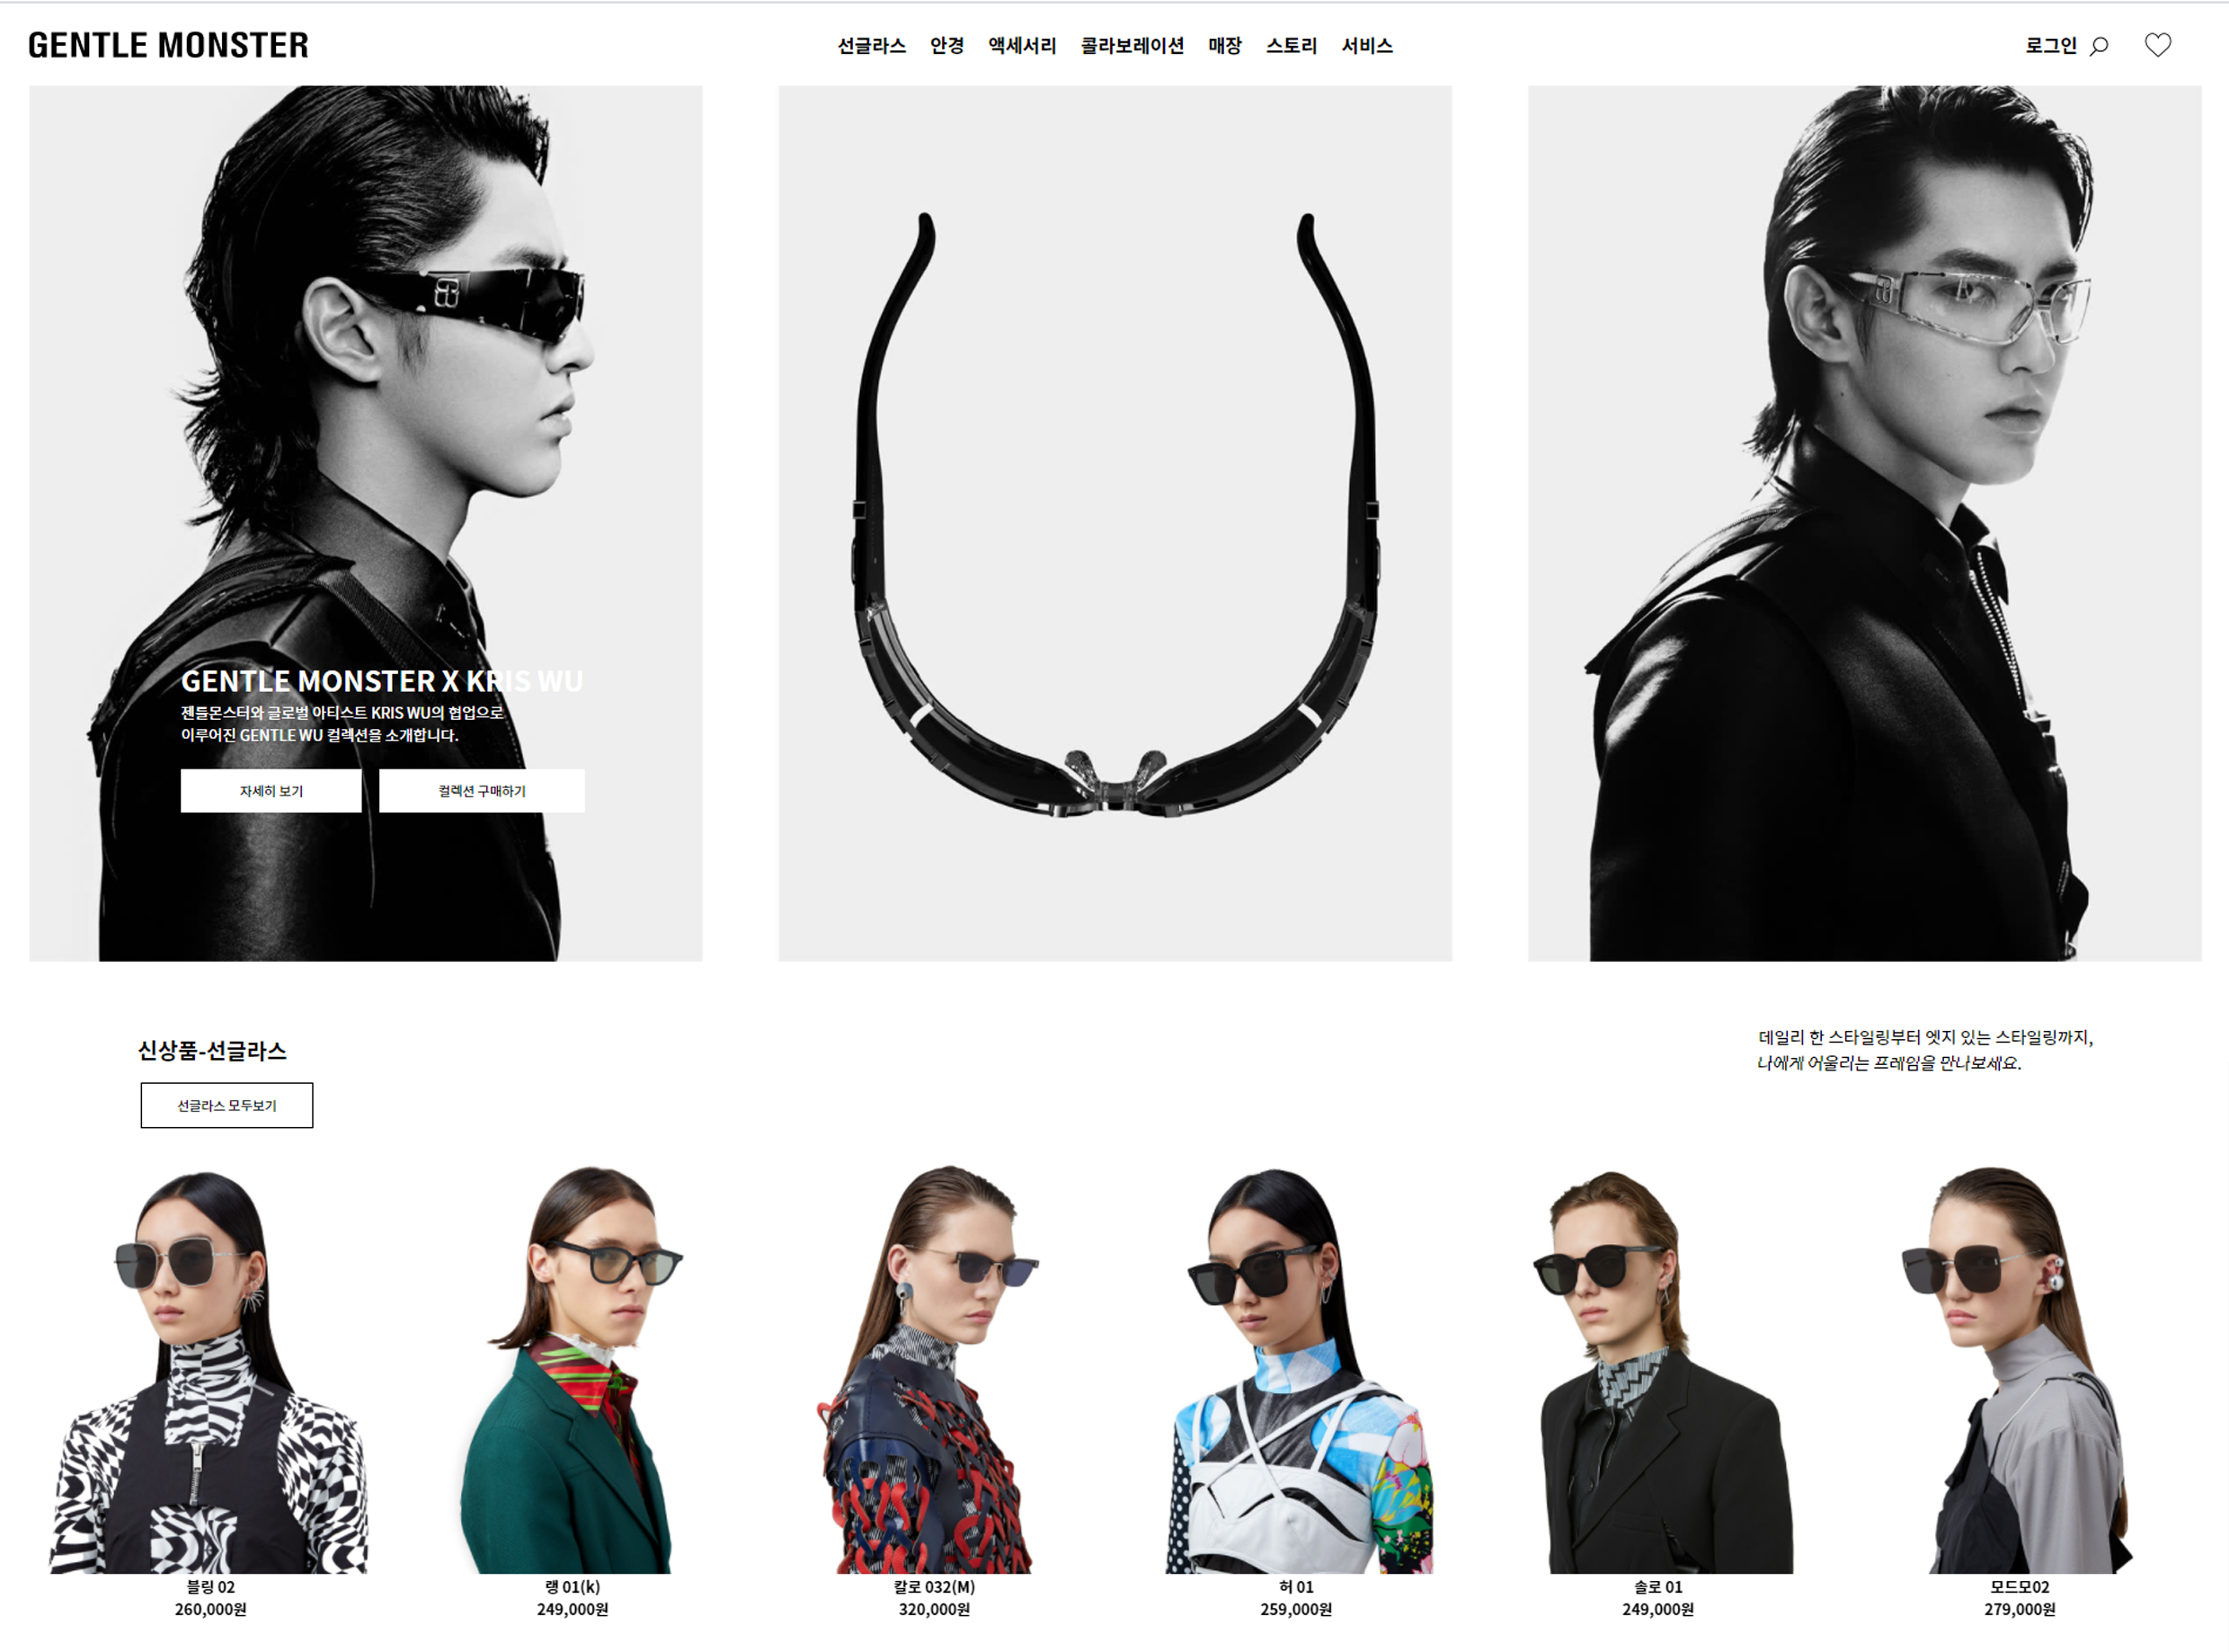 GENTLE MONSTER
선글라스 안경 액세서리 콜라보레이션 매장 스토리 서비스
로그인
GENTLE MONSTER X KRIS WU
젠틀몬스터와 글로벌 아티스트 KRIS WU의 협업으로
이루어진 GENTLE WU 컬렉션을 소개합니다.
자세히 보기
컬렉션 구매하기
신상품-선글라스
선글라스 모두보기
데일리 한 스타일링부터 엣지 있는 스타일링까지,
나에게 어울리는 프레임을 만나보세요.
블링 02
260,000원
랭 01(k)
249,000원
칼로 032(M)
320,000원
허 01
259,000원
솔로 01
249,000원
모드모02
279,000원